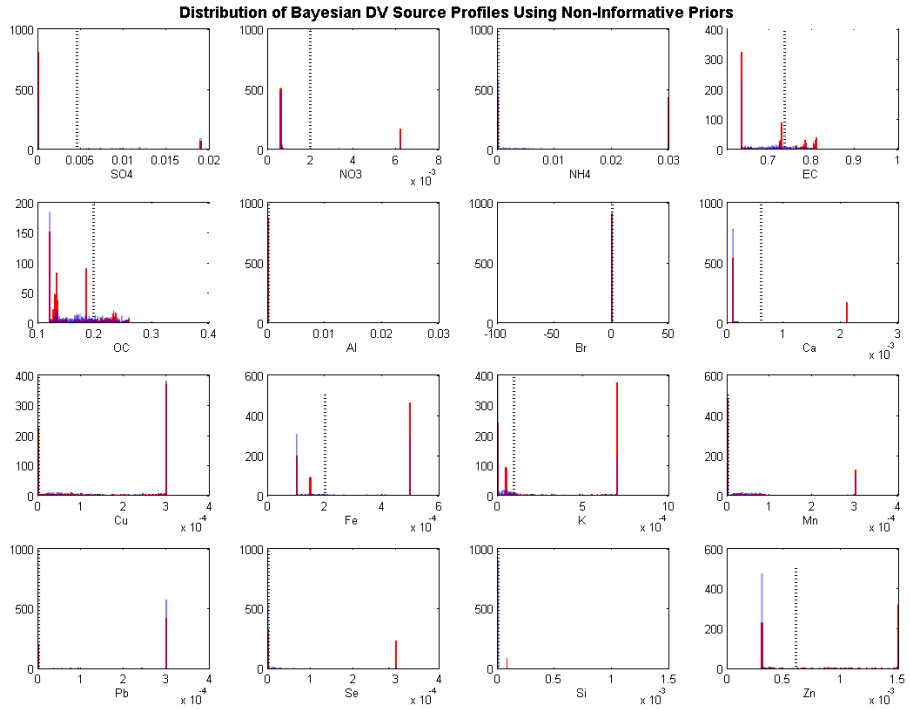 Distribution of Bayesian DV Source Profiles Using Non-Informative Priors
1000 500 0 0 0.005 0.01 0.015 0.02
SO4
1000 500 0 0 2 4 6 8
NO3 x 10^-3
1000 500 0 0 0.01 0.02 0.03
NH4
400 300 200 100 0 0.7 0.8 0.9 1
EC
200 150 100 50 0 0.1 0.2 0.3 0.4
OC
1000 500 0 0 0.01 0.02 0.03
Al
1000 500 0 -100 -50 0 50
Br
1000 500 0 0 1 2 3
Ca x 10^-3
400 300 200 100 0 0 1 2 3 4
Cu x 10^-4
600 400 200 0 0 2 4 6
Fe x 10^-4
400 300 200 100 0 0 5 10
K x 10^-4
600 400 200 0 0 1 2 3 4
Mn x 10^-4
1000 500 0 0 1 2 3 4
Pb x 10^-4
1000 500 0 0 1 2 3 4
Se x 10^-4
1000 500 0 0 0.5 1 1.5
Si x 10^-3
600 400 200 0 0 0.5 1 1.5
Zn x 10^-3